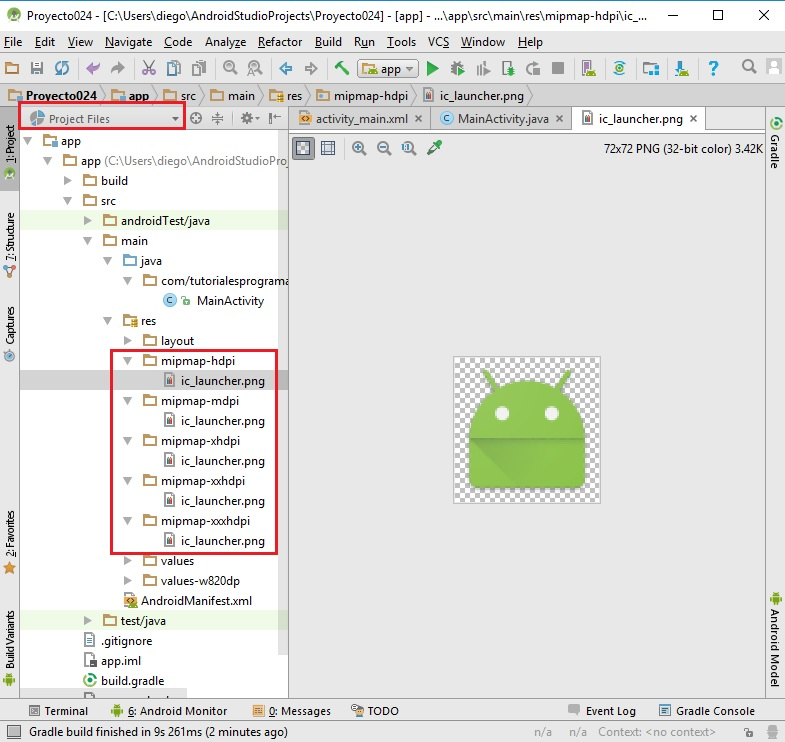 Proyecto024 - [C:\Users\diego\AndroidStudioProjects\Proyecto024] - [app] - ...\app\src\main\res\mipmap-hdpi\ic_...
File Edit View Navigate Code Analyze Refactor Build Run Tools VCS Window Help
app
Proyecto024 app src main res mipmap-hdpi ic_launcher.png
Project Files
activity_main.xml MainActivity.java ic_launcher.png
72x72 PNG (32-bit color) 3.42K
1: Project
7: Structure
Captures
2: Favorites
Build Variants
app
app (C:\Users\diego\AndroidStudioProj
build
src
androidTest/java
main
java
com/tutorialesprograma
MainActivity
res
layout
mipmap-hdpi
ic_launcher.png
mipmap-mdpi
ic_launcher.png
mipmap-xhdpi
ic_launcher.png
mipmap-xxhdpi
ic_launcher.png
mipmap-xxxhdpi
ic_launcher.png
values
values-w820dp
AndroidManifest.xml
test/java
.gitignore
app.iml
build.gradle
Gradle
Android Model
Terminal 6: Android Monitor 0: Messages TODO Event Log Gradle Console
Gradle build finished in 9s 261ms (2 minutes ago) n/a n/a Context: <no context>